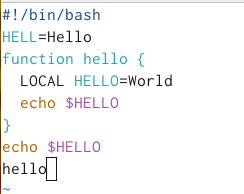 #!/bin/bash
HELL=Hello
function hello {
  LOCAL HELLO=World
  echo $HELLO
}
echo $HELLO
hello
~